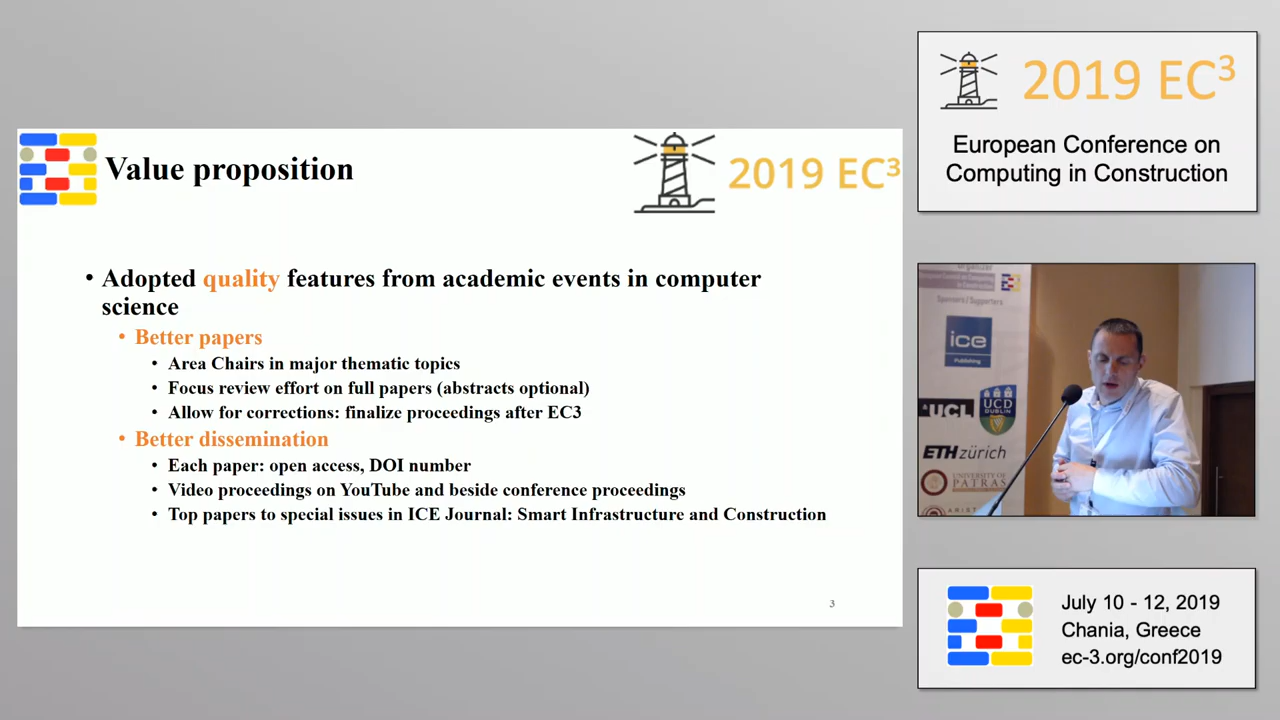 Value proposition
2019 EC³
• Adopted quality features from academic events in computer
science
• Better papers
• Area Chairs in major thematic topics
• Focus review effort on full papers (abstracts optional)
• Allow for corrections: finalize proceedings after EC3
• Better dissemination
• Each paper: open access, DOI number
• Video proceedings on YouTube and beside conference proceedings
• Top papers to special issues in ICE Journal: Smart Infrastructure and Construction
3
2019 EC³
European Conference on
Computing in Construction
Organizer
Sponsors / Supporters
ice
Publishing
UCL
UCD
DUBLIN
ETH zürich
UNIVERSITY OF
PATRAS
July 10 - 12, 2019
Chania, Greece
ec-3.org/conf2019